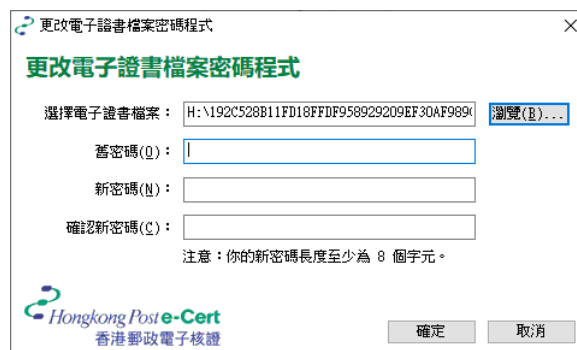 更改電子證書檔案密碼程式
更改電子證書檔案密碼程式
選擇電子證書檔案： H:\192C528B11FD18FFDF958929209EF30AF989 瀏覽(B)...
舊密碼(O)：
新密碼(N)：
確認新密碼(C)：
注意：你的新密碼長度至少為 8 個字元。
Hongkong Post e-Cert
香港郵政電子核證
確定 取消